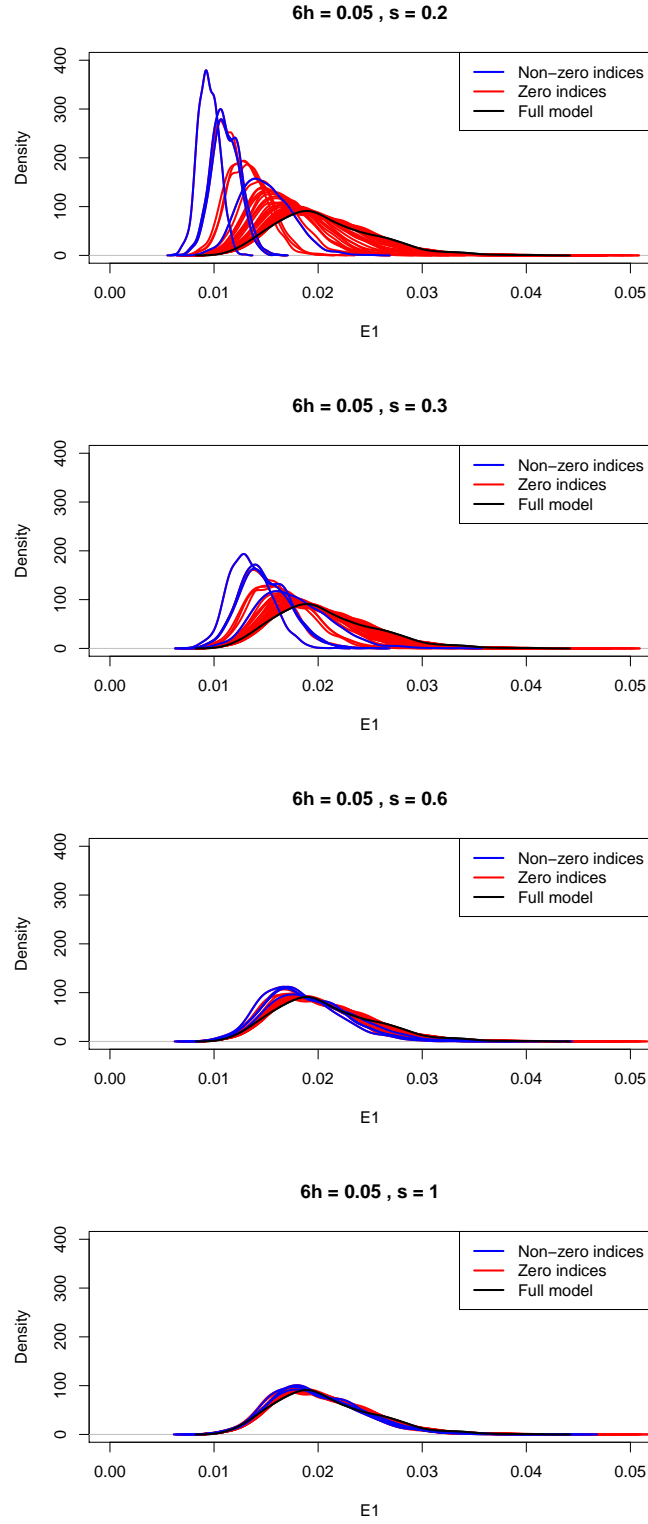 6h = 0.05 , s = 0.2
Density
0 100 200 300 400
Non−zero indices
Zero indices
Full model
0.00 0.01 0.02 0.03 0.04 0.05
E1
6h = 0.05 , s = 0.3
Density
0 100 200 300 400
Non−zero indices
Zero indices
Full model
0.00 0.01 0.02 0.03 0.04 0.05
E1
6h = 0.05 , s = 0.6
Density
0 100 200 300 400
Non−zero indices
Zero indices
Full model
0.00 0.01 0.02 0.03 0.04 0.05
E1
6h = 0.05 , s = 1
Density
0 100 200 300 400
Non−zero indices
Zero indices
Full model
0.00 0.01 0.02 0.03 0.04 0.05
E1